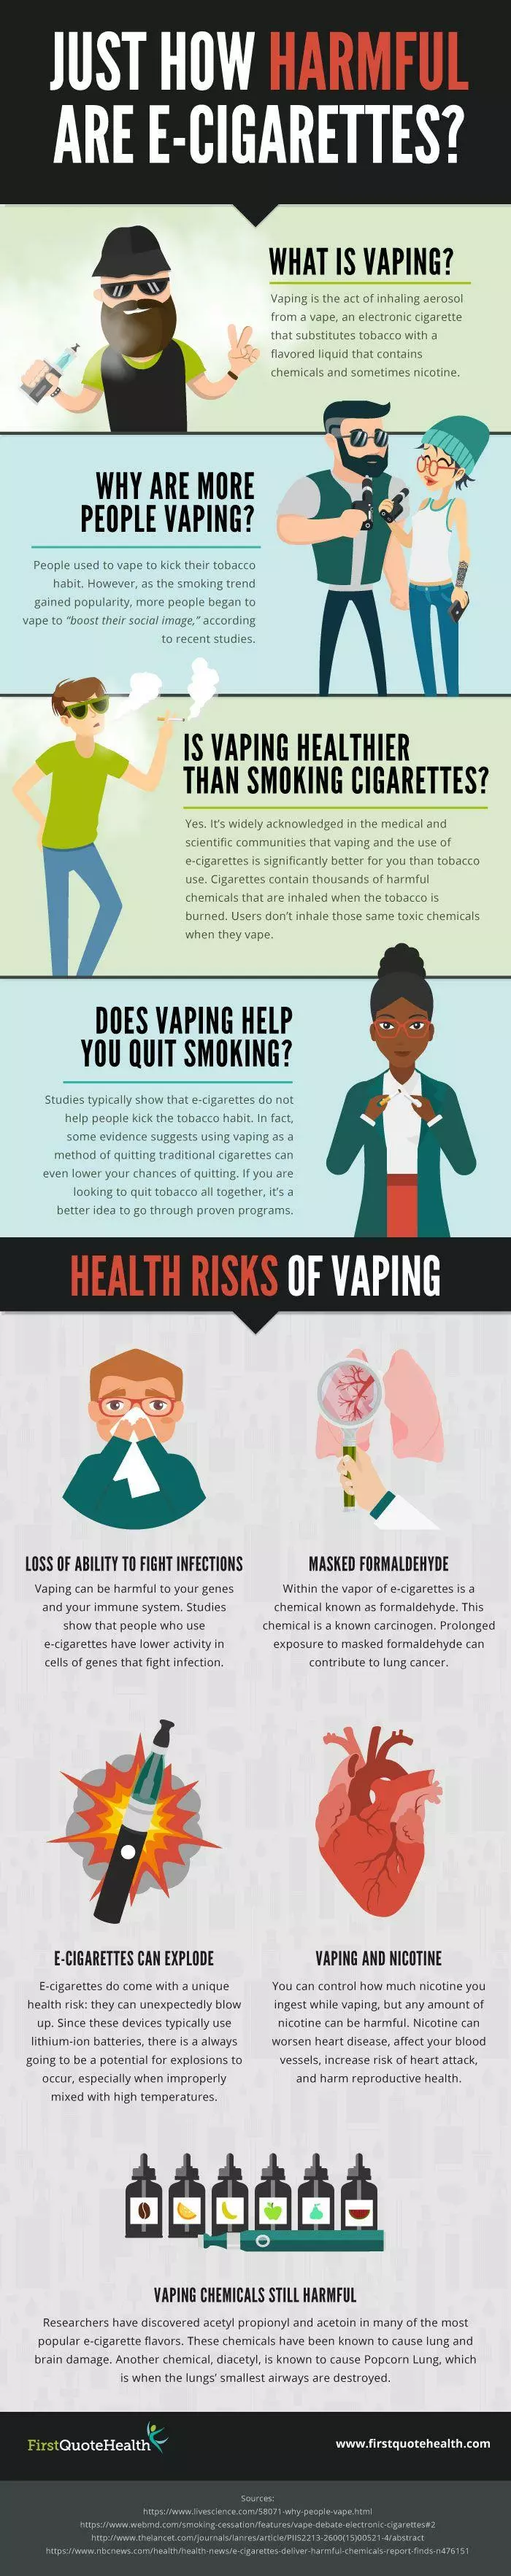 JUST HOW HARMFUL
ARE E-CIGARETTES?
WHAT IS VAPING?
Vaping is the act of inhaling aerosol
from a vape, an electronic cigarette
that substitutes tobacco with a
flavored liquid that contains
chemicals and sometimes nicotine.
WHY ARE MORE
PEOPLE VAPING?
People used to vape to kick their tobacco
habit. However, as the smoking trend
gained popularity, more people began to
vape to "boost their social image," according
to recent studies.
IS VAPING HEALTHIER
THAN SMOKING CIGARETTES?
Yes. It's widely acknowledged in the medical and
scientific communities that vaping and the use of
e-cigarettes is significantly better for you than tobacco
use. Cigarettes contain thousands of harmful
chemicals that are inhaled when the tobacco is
burned. Users don't inhale those same toxic chemicals
when they vape.
DOES VAPING HELP
YOU QUIT SMOKING?
Studies typically show that e-cigarettes do not
help people kick the tobacco habit. In fact,
some evidence suggests using vaping as a
method of quitting traditional cigarettes can
even lower your chances of quitting. If you are
looking to quit tobacco all together, it's a
better idea to go through proven programs.
HEALTH RISKS OF VAPING
LOSS OF ABILITY TO FIGHT INFECTIONS
Vaping can be harmful to your genes
and your immune system. Studies
show that people who use
e-cigarettes have lower activity in
cells of genes that fight infection.
MASKED FORMALDEHYDE
Within the vapor of e-cigarettes is a
chemical known as formaldehyde. This
chemical is a known carcinogen. Prolonged
exposure to masked formaldehyde can
contribute to lung cancer.
E-CIGARETTES CAN EXPLODE
E-cigarettes do come with a unique
health risk: they can unexpectedly blow
up. Since these devices typically use
lithium-ion batteries, there is a always
going to be a potential for explosions to
occur, especially when improperly
mixed with high temperatures.
VAPING AND NICOTINE
You can control how much nicotine you
ingest while vaping, but any amount of
nicotine can be harmful. Nicotine can
worsen heart disease, affect your blood
vessels, increase risk of heart attack,
and harm reproductive health.
VAPING CHEMICALS STILL HARMFUL
Researchers have discovered acetyl propionyl and acetoin in many of the most
popular e-cigarette flavors. These chemicals have been known to cause lung and
brain damage. Another chemical, diacetyl, is known to cause Popcorn Lung, which
is when the lungs' smallest airways are destroyed.
FirstQuoteHealth
www.firstquotehealth.com
Sources:
https://www.livescience.com/58071-why-people-vape.html
https://www.webmd.com/smoking-cessation/features/vape-debate-electronic-cigarettes#2
http://www.thelancet.com/journals/lanres/article/PIIS2213-2600(15)00521-4/abstract
https://www.nbcnews.com/health/health-news/e-cigarettes-deliver-harmful-chemicals-report-finds-n476151